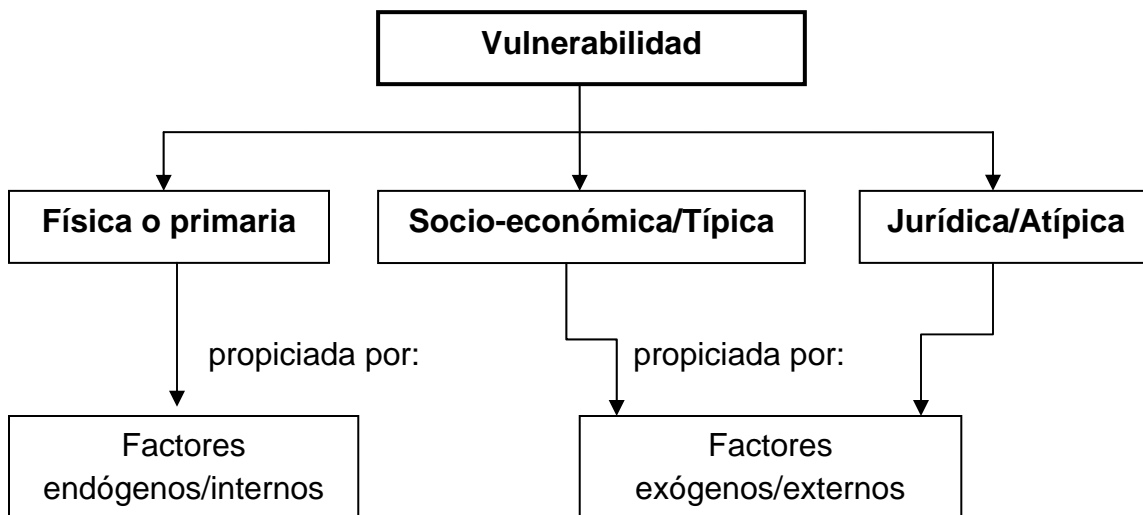 Vulnerabilidad
Física o primaria
Socio-económica/Típica
Jurídica/Atípica
propiciada por:
propiciada por:
Factores
endógenos/internos
Factores
exógenos/externos